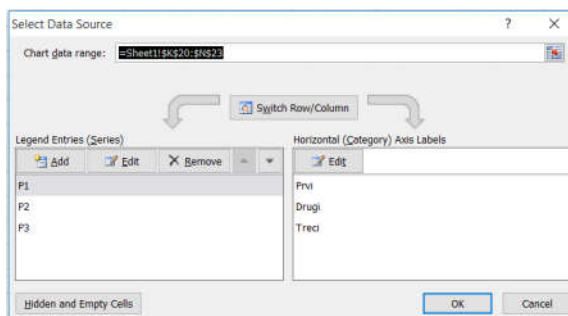 Select Data Source ?
Chart data range: =Sheet1!$K$20:$N$23
Switch Row/Column
Legend Entries (Series)
Add Edit Remove
P1
P2
P3
Horizontal (Category) Axis Labels
Edit
Prvi
Drugi
Treci
Hidden and Empty Cells
OK Cancel